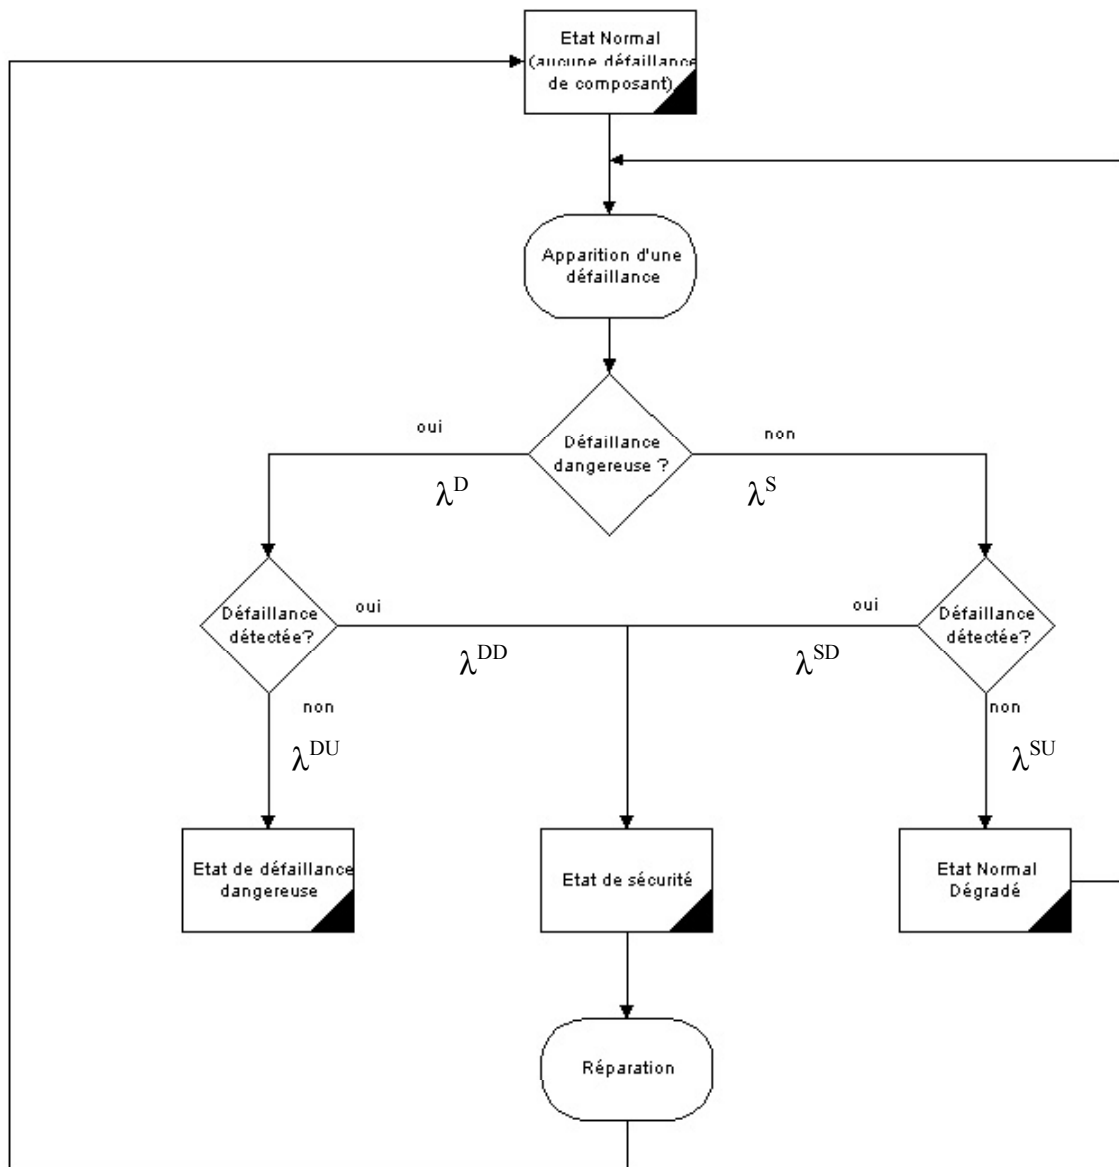 Etat Normal
(aucune défaillance
de composant)
Apparition d'une
défaillance
oui
Défaillance
dangereuse ?
non
λD
λS
Défaillance
détectée?
oui
oui
Défaillance
détectée?
λDD
λSD
non
non
λDU
λSU
Etat de défaillance
dangereuse
Etat de sécurité
Etat Normal
Dégradé
Réparation